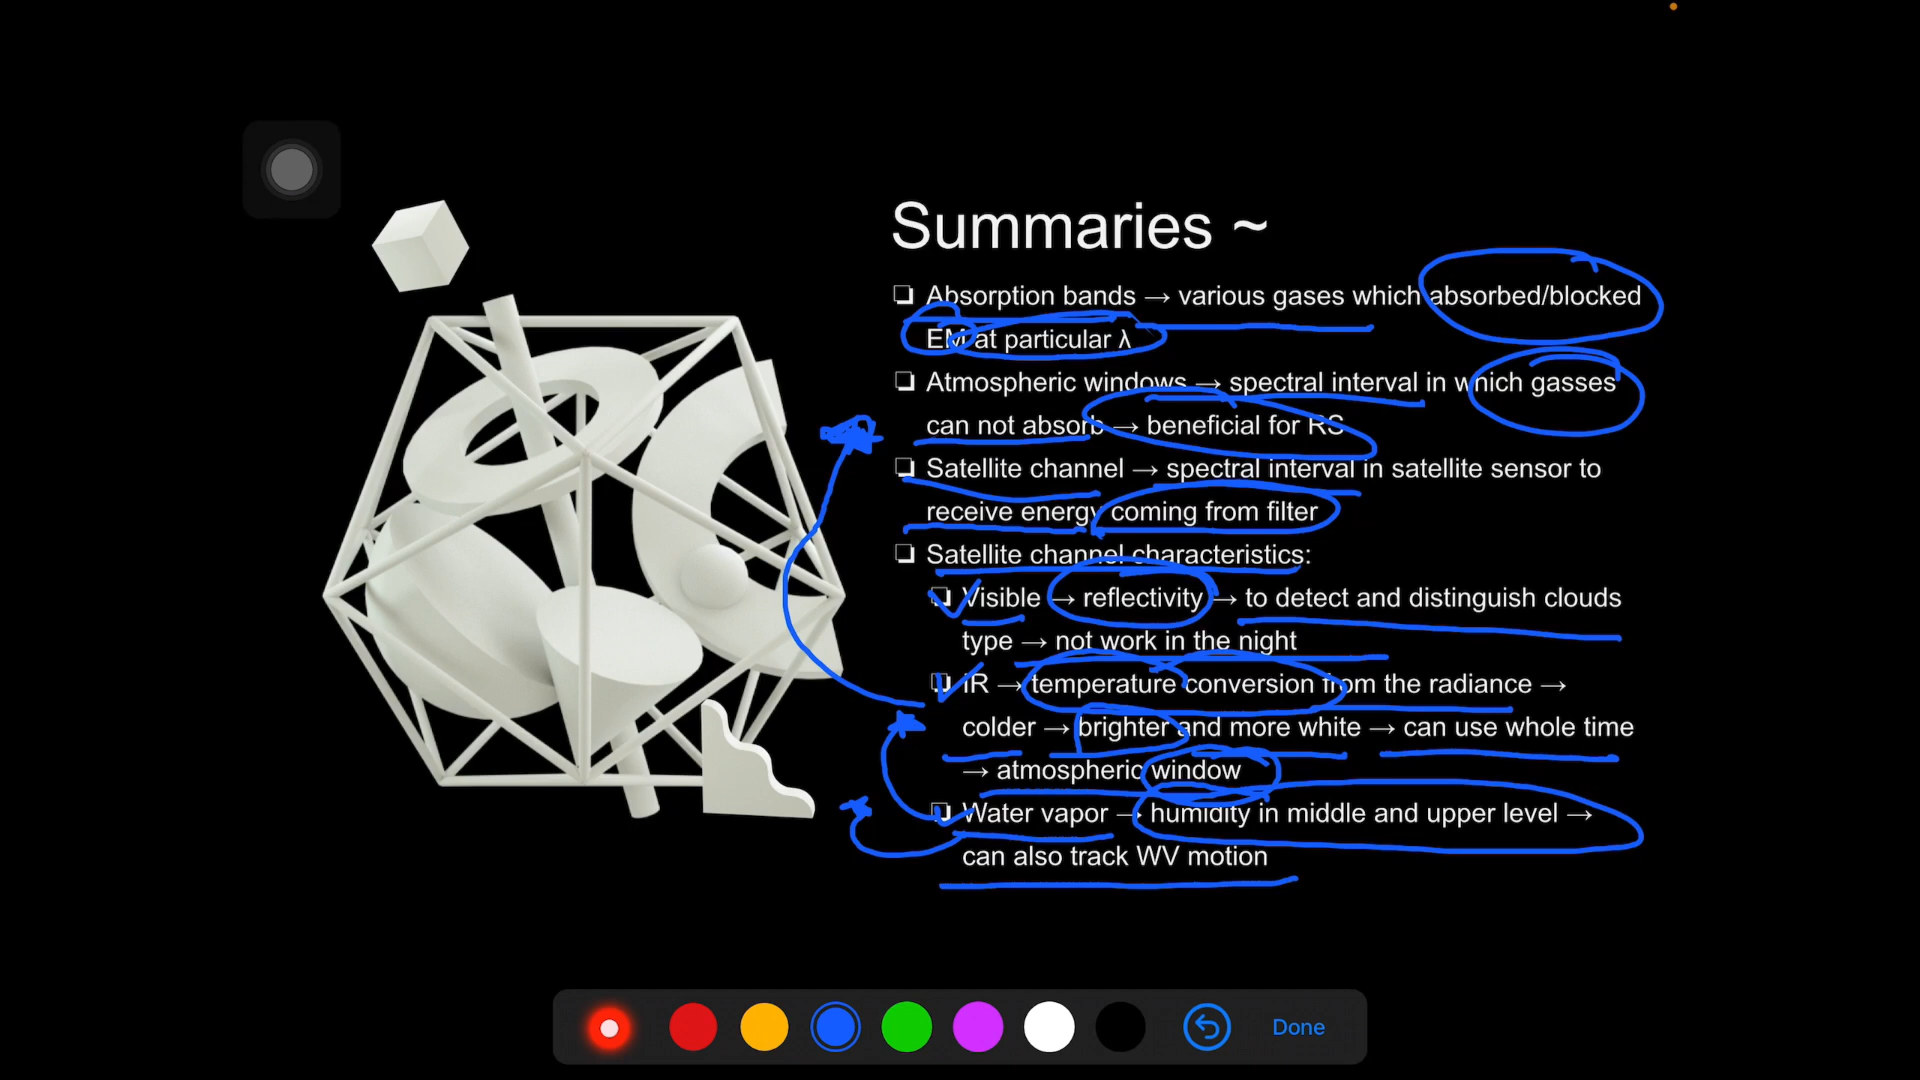 Summaries ~
❏ Absorption bands → various gases which absorbed/blocked
EM at particular λ
❏ Atmospheric windows → spectral interval in which gasses
can not absorb → beneficial for RS
❏ Satellite channel → spectral interval in satellite sensor to
receive energy coming from filter
❏ Satellite channel characteristics:
❏ Visible → reflectivity → to detect and distinguish clouds
type → not work in the night
❏ IR → temperature conversion from the radiance →
colder → brighter and more white → can use whole time
→ atmospheric window
❏ Water vapor → humidity in middle and upper level →
can also track WV motion
Done